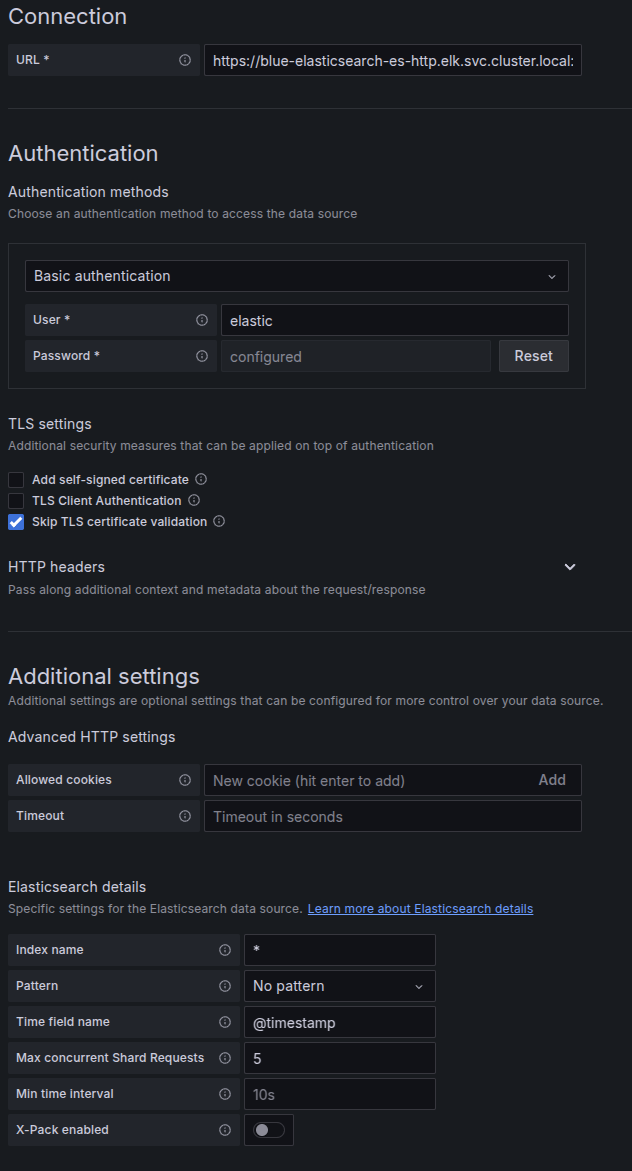 Connection
URL *
https://blue-elasticsearch-es-http.elk.svc.cluster.local:
Authentication
Authentication methods
Choose an authentication method to access the data source
Basic authentication
User *
elastic
Password *
configured
Reset
TLS settings
Additional security measures that can be applied on top of authentication
Add self-signed certificate
TLS Client Authentication
Skip TLS certificate validation
HTTP headers
Pass along additional context and metadata about the request/response
Additional settings
Additional settings are optional settings that can be configured for more control over your data source.
Advanced HTTP settings
Allowed cookies
New cookie (hit enter to add)
Add
Timeout
Timeout in seconds
Elasticsearch details
Specific settings for the Elasticsearch data source. Learn more about Elasticsearch details
Index name
*
Pattern
No pattern
Time field name
@timestamp
Max concurrent Shard Requests
5
Min time interval
10s
X-Pack enabled